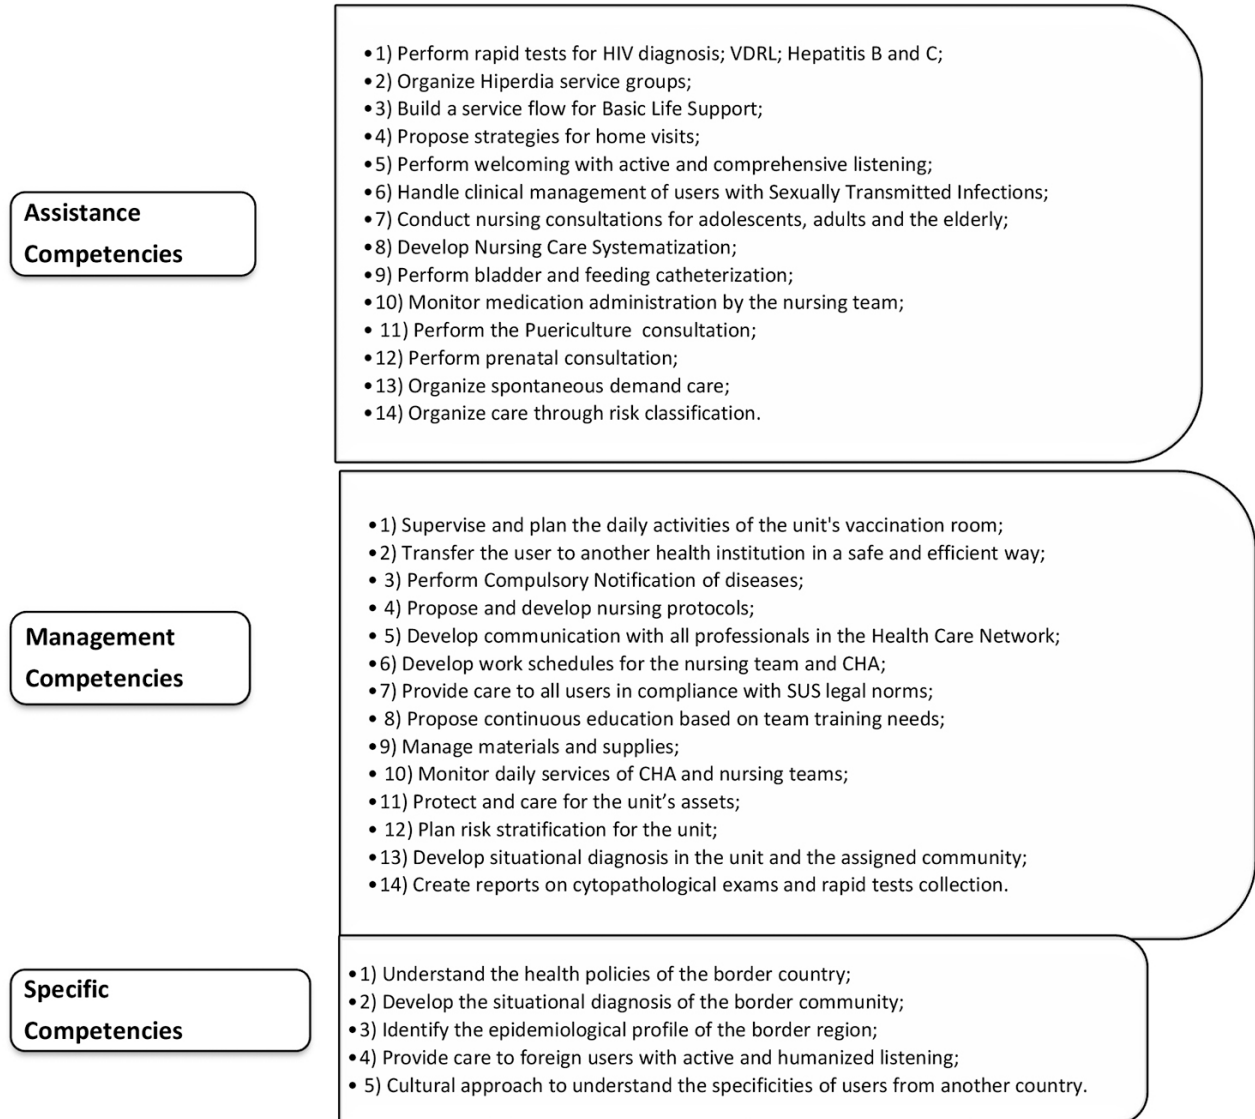 Assistance
Competencies
•1) Perform rapid tests for HIV diagnosis; VDRL; Hepatitis B and C;
•2) Organize Hiperdia service groups;
•3) Build a service flow for Basic Life Support;
•4) Propose strategies for home visits;
•5) Perform welcoming with active and comprehensive listening;
•6) Handle clinical management of users with Sexually Transmitted Infections;
•7) Conduct nursing consultations for adolescents, adults and the elderly;
•8) Develop Nursing Care Systematization;
•9) Perform bladder and feeding catheterization;
•10) Monitor medication administration by the nursing team;
• 11) Perform the Puericulture  consultation;
•12) Perform prenatal consultation;
•13) Organize spontaneous demand care;
•14) Organize care through risk classification.
Management
Competencies
•1) Supervise and plan the daily activities of the unit's vaccination room;
•2) Transfer the user to another health institution in a safe and efficient way;
• 3) Perform Compulsory Notification of diseases;
• 4) Propose and develop nursing protocols;
• 5) Develop communication with all professionals in the Health Care Network;
•6) Develop work schedules for the nursing team and CHA;
•7) Provide care to all users in compliance with SUS legal norms;
• 8) Propose continuous education based on team training needs;
•9) Manage materials and supplies;
• 10) Monitor daily services of CHA and nursing teams;
•11) Protect and care for the unit’s assets;
• 12) Plan risk stratification for the unit;
•13) Develop situational diagnosis in the unit and the assigned community;
•14) Create reports on cytopathological exams and rapid tests collection.
Specific
Competencies
•1) Understand the health policies of the border country;
•2) Develop the situational diagnosis of the border community;
•3) Identify the epidemiological profile of the border region;
•4) Provide care to foreign users with active and humanized listening;
• 5) Cultural approach to understand the specificities of users from another country.